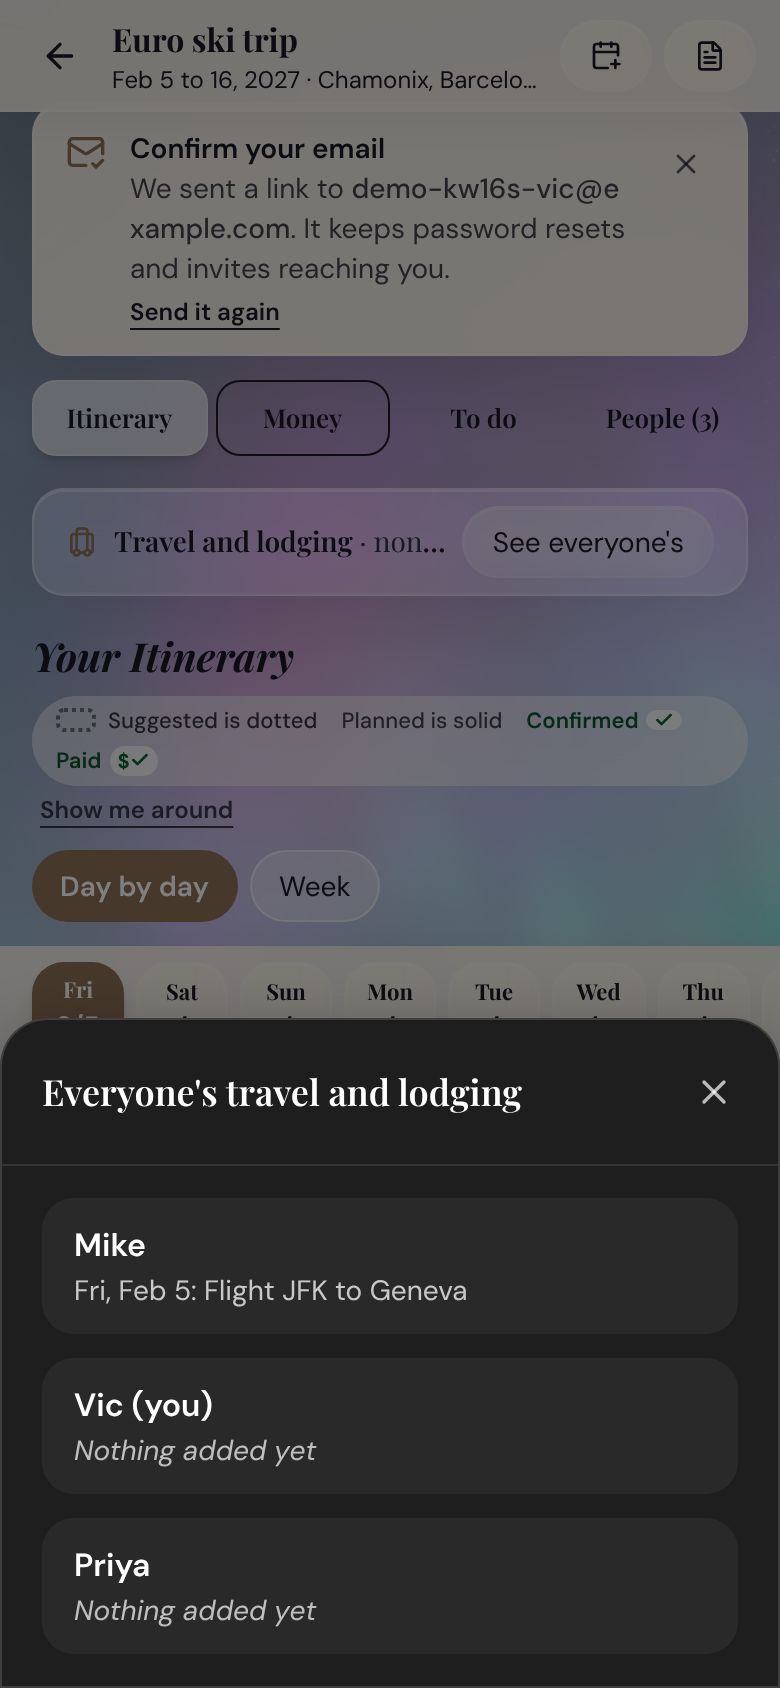 Euro ski trip
Feb 5 to 16, 2027 · Chamonix, Barcelo...
Confirm your email
We sent a link to demo-kw16s-vic@e
xample.com. It keeps password resets
and invites reaching you.
Send it again
Itinerary Money To do People (3)
Travel and lodging · non... See everyone's
Your Itinerary
Suggested is dotted Planned is solid Confirmed ✓
Paid $✓
Show me around
Day by day Week
Fri Sat Sun Mon Tue Wed Thu
Everyone's travel and lodging
Mike
Fri, Feb 5: Flight JFK to Geneva
Vic (you)
Nothing added yet
Priya
Nothing added yet